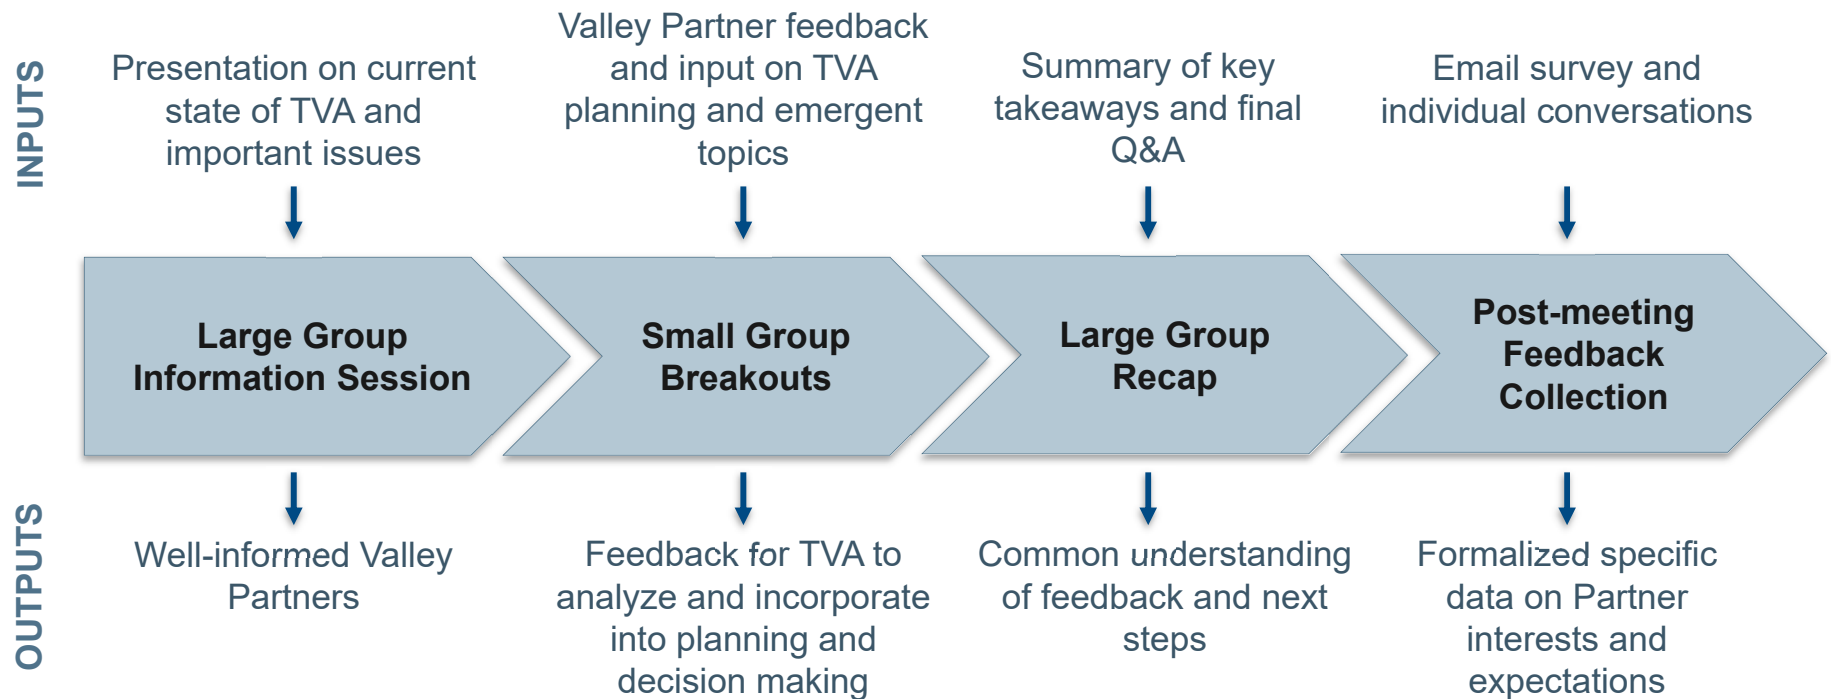 INPUTS
Presentation on current
state of TVA and
important issues
Valley Partner feedback
and input on TVA
planning and emergent
topics
Summary of key
takeaways and final
Q&A
Email survey and
individual conversations
Large Group
Information Session
Small Group
Breakouts
Large Group
Recap
Post-meeting
Feedback
Collection
OUTPUTS
Well-informed Valley
Partners
Feedback for TVA to
analyze and incorporate
into planning and
decision making
Common understanding
of feedback and next
steps
Formalized specific
data on Partner
interests and
expectations